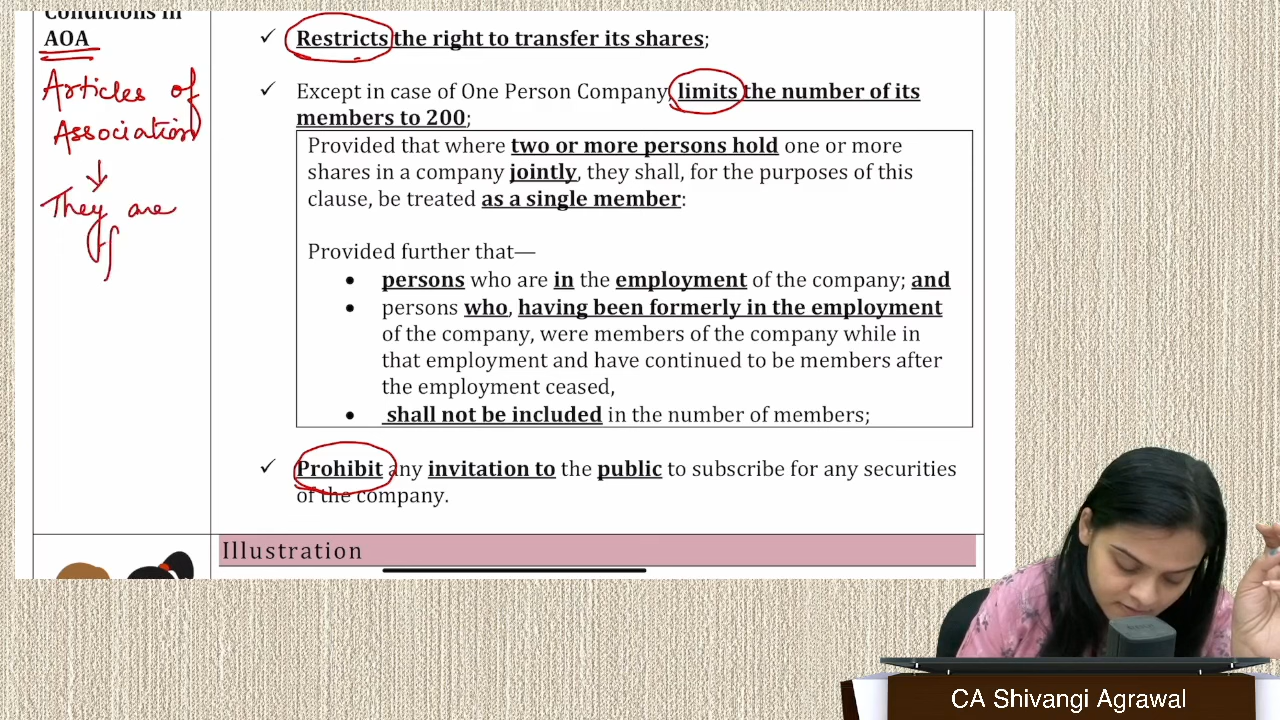 Conditions in
AOA
Articles of
Association
They are
✓ Restricts the right to transfer its shares;
✓ Except in case of One Person Company, limits the number of its
members to 200;
Provided that where two or more persons hold one or more
shares in a company jointly, they shall, for the purposes of this
clause, be treated as a single member:
Provided further that—
• persons who are in the employment of the company; and
• persons who, having been formerly in the employment
of the company, were members of the company while in
that employment and have continued to be members after
the employment ceased,
• shall not be included in the number of members;
✓ Prohibit any invitation to the public to subscribe for any securities
of the company.
Illustration
CA Shivangi Agrawal